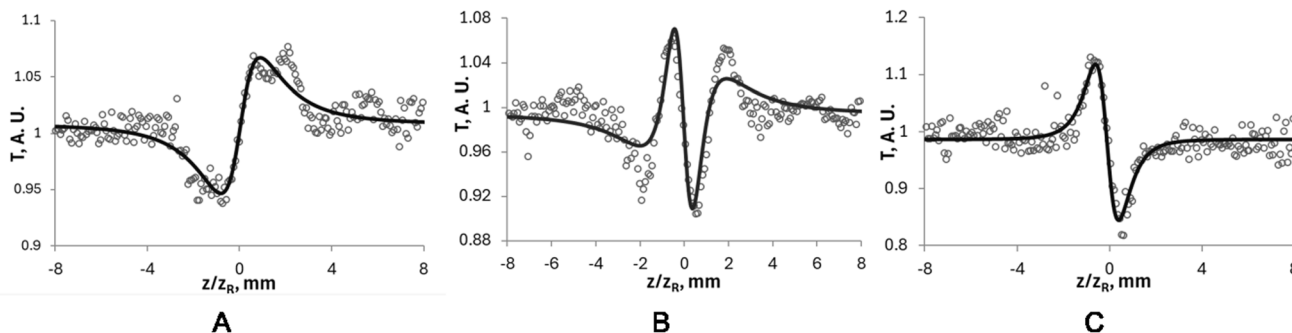 1.1
1.05
1
0.95
0.9
T, A. U.
-8 -4 0 4 8
z/zR, mm
A
1.08
1.04
1
0.96
0.92
0.88
T, A. U.
-8 -6 -4 -2 0 2 4 6 8
z/zR, mm
B
1.2
1.1
1
0.9
0.8
T, A. U.
-8 -4 0 4 8
z/zR, mm
C